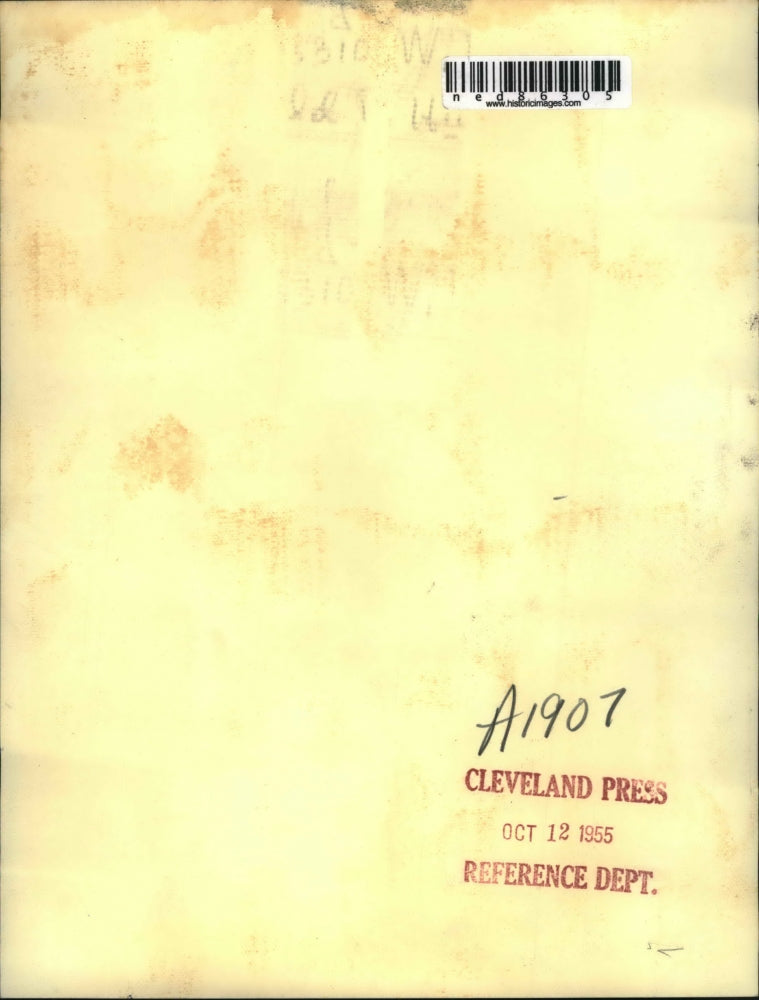 ned86305
www.historicimages.com
A1907
CLEVELAND PRESS
OCT 12 1955
REFERENCE DEPT.